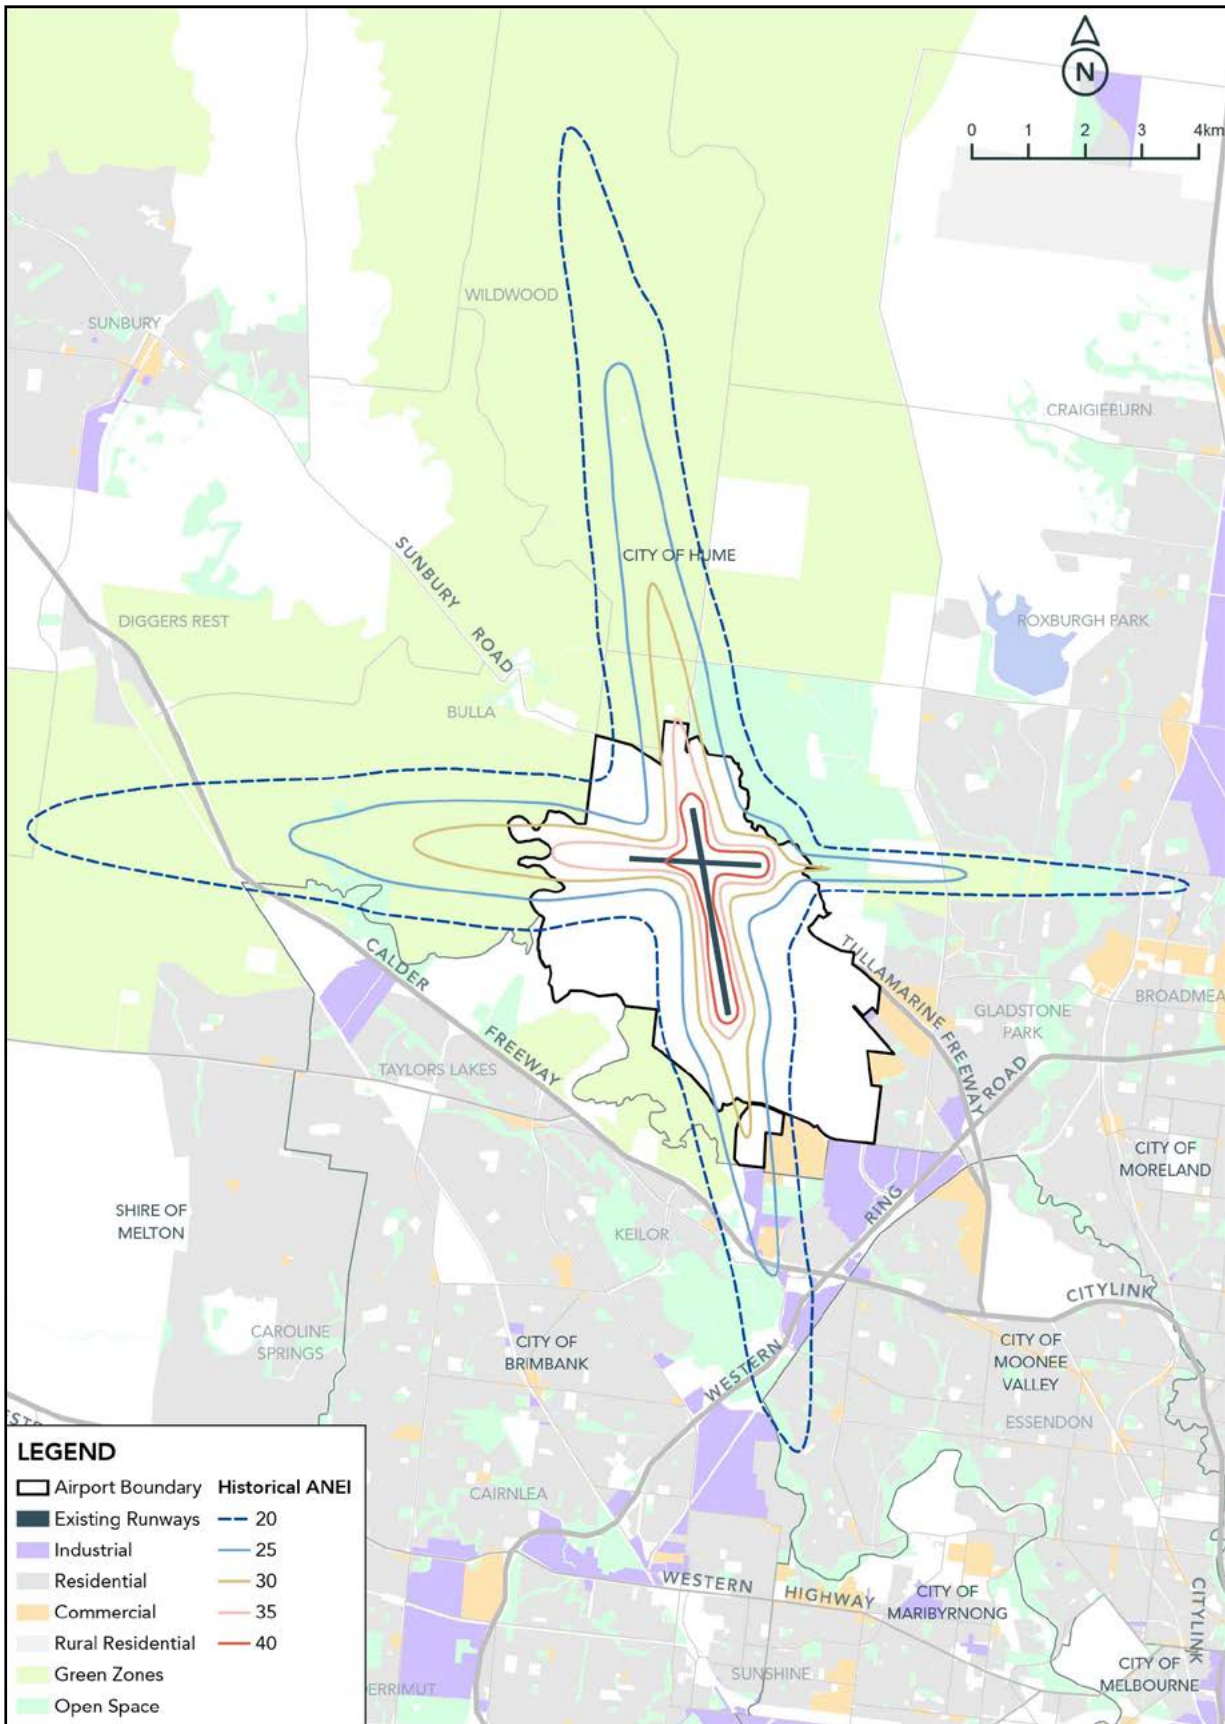 N
0 1 2 3 4km
WILDWOOD
SUNBURY
CRAIGIEBURN
CITY OF HUME
SUNBURY ROAD
DIGGERS REST
ROXBURGH PARK
BULLA
CALDER FREEWAY
TULLAMARINE FREEWAY
GLADSTONE
PARK
BROADMEA
TAYLORS LAKES
RING ROAD
CITY OF
MORELAND
SHIRE OF
MELTON
KEILOR
CITYLINK
CAROLINE
SPRINGS
CITY OF
BRIMBANK
WESTERN
CITY OF
MOONEE
VALLEY
ESSENDON
CAIRNLEA
WESTERN HIGHWAY
CITY OF
MARIBYRNONG
CITYLINK
SUNSHINE
CITY OF
MELBOURNE
ERRIMUT
LEGEND
Airport Boundary Historical ANEI
Existing Runways 20
Industrial 25
Residential 30
Commercial 35
Rural Residential 40
Green Zones
Open Space